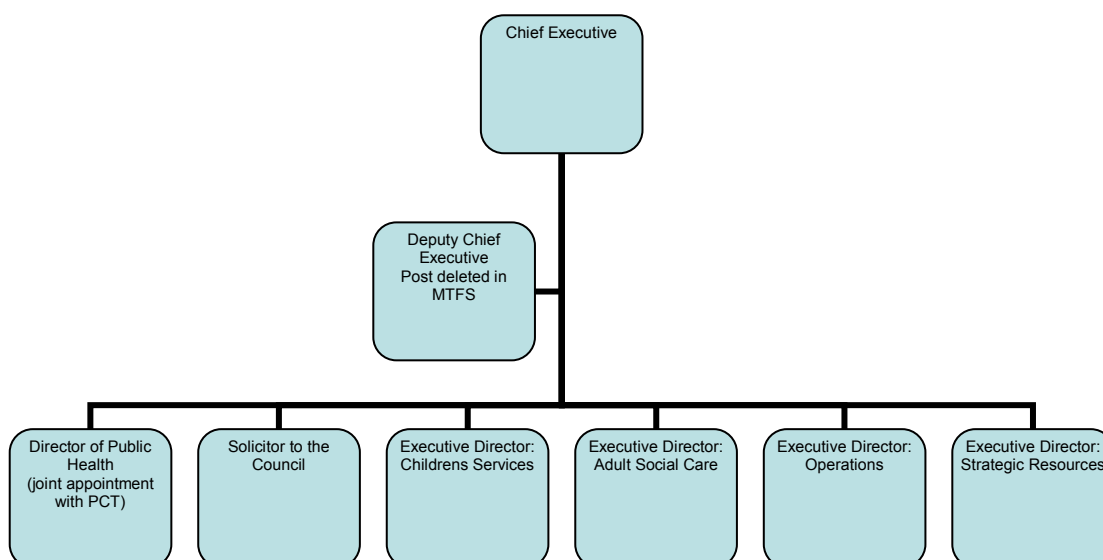 Chief Executive
Deputy Chief
Executive
Post deleted in
MTFS
Director of Public
Health
(joint appointment
with PCT)
Solicitor to the
Council
Executive Director:
Childrens Services
Executive Director:
Adult Social Care
Executive Director:
Operations
Executive Director:
Strategic Resources